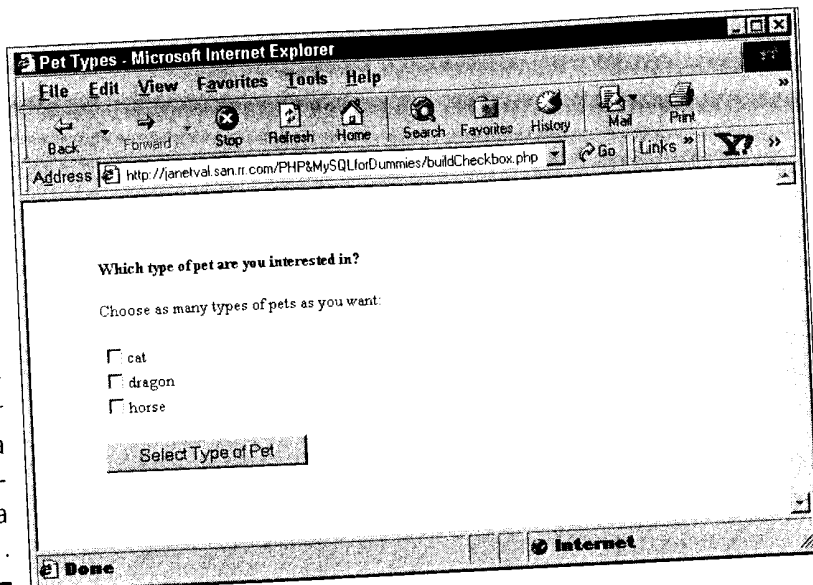 Pet Types - Microsoft Internet Explorer
File Edit View Favorites Tools Help
Back Forward Stop Refresh Home Search Favorites History Mail Print
Address http://janetval.san.rr.com/PHP&MySQLforDummies/buildCheckbox.php Go Links
Which type of pet are you interested in?
Choose as many types of pets as you want:
cat
dragon
horse
a
Select Type of Pet
a
Done Internet